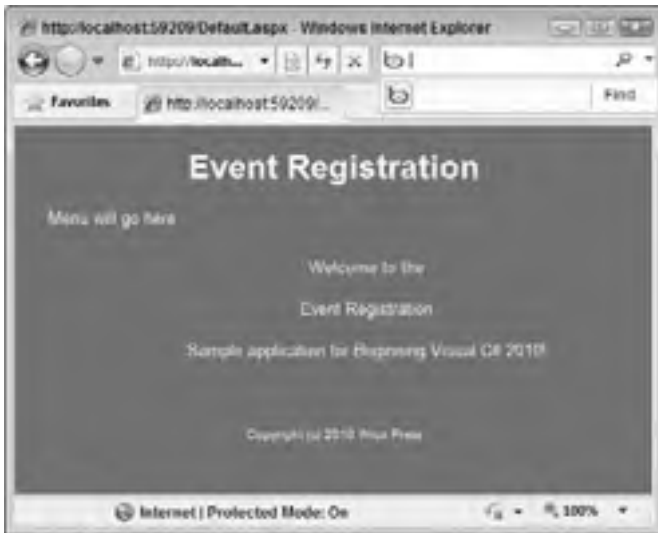 http://localhost:59209/Default.aspx - Windows Internet Explorer
http://localh...
Favorites
http://localhost:59209/...
Find
Event Registration
Menu will go here
Welcome to the
Event Registration
Sample application for Beginning Visual C# 2010!
Copyright (c) 2010 Wrox Press
Internet | Protected Mode: On
100%